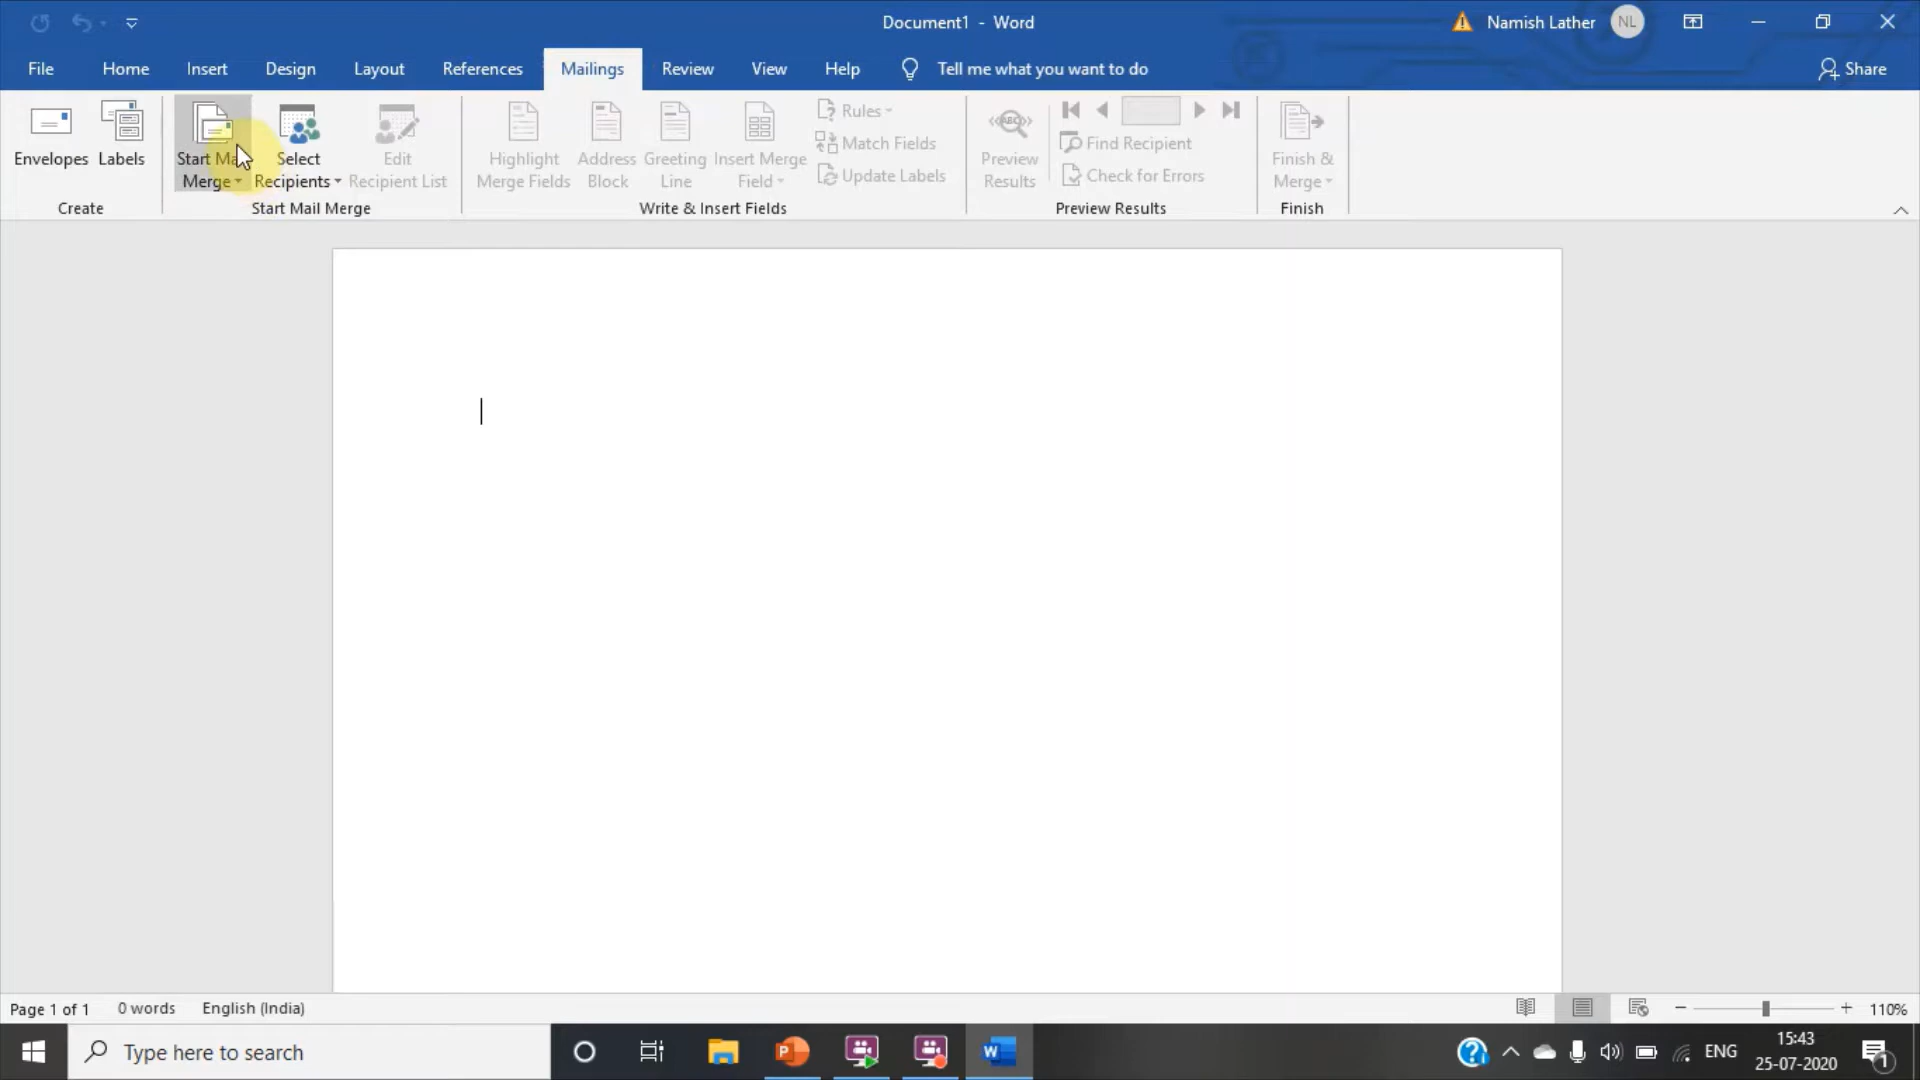 Document1 - Word
Namish Lather
NL
File
Home
Insert
Design
Layout
References
Mailings
Review
View
Help
Tell me what you want to do
Share
Envelopes
Labels
Start
Merge
Select
Recipients
Edit
Recipient List
Highlight
Merge Fields
Address
Block
Greeting
Line
Insert Merge
Field
Rules
Match Fields
Update Labels
ABC
Preview
Results
Find Recipient
Check for Errors
Finish &
Merge
Create
Start Mail Merge
Write & Insert Fields
Preview Results
Finish
Page 1 of 1
0 words
English (India)
110%
Type here to search
P
W
ENG
15:43
25-07-2020
1